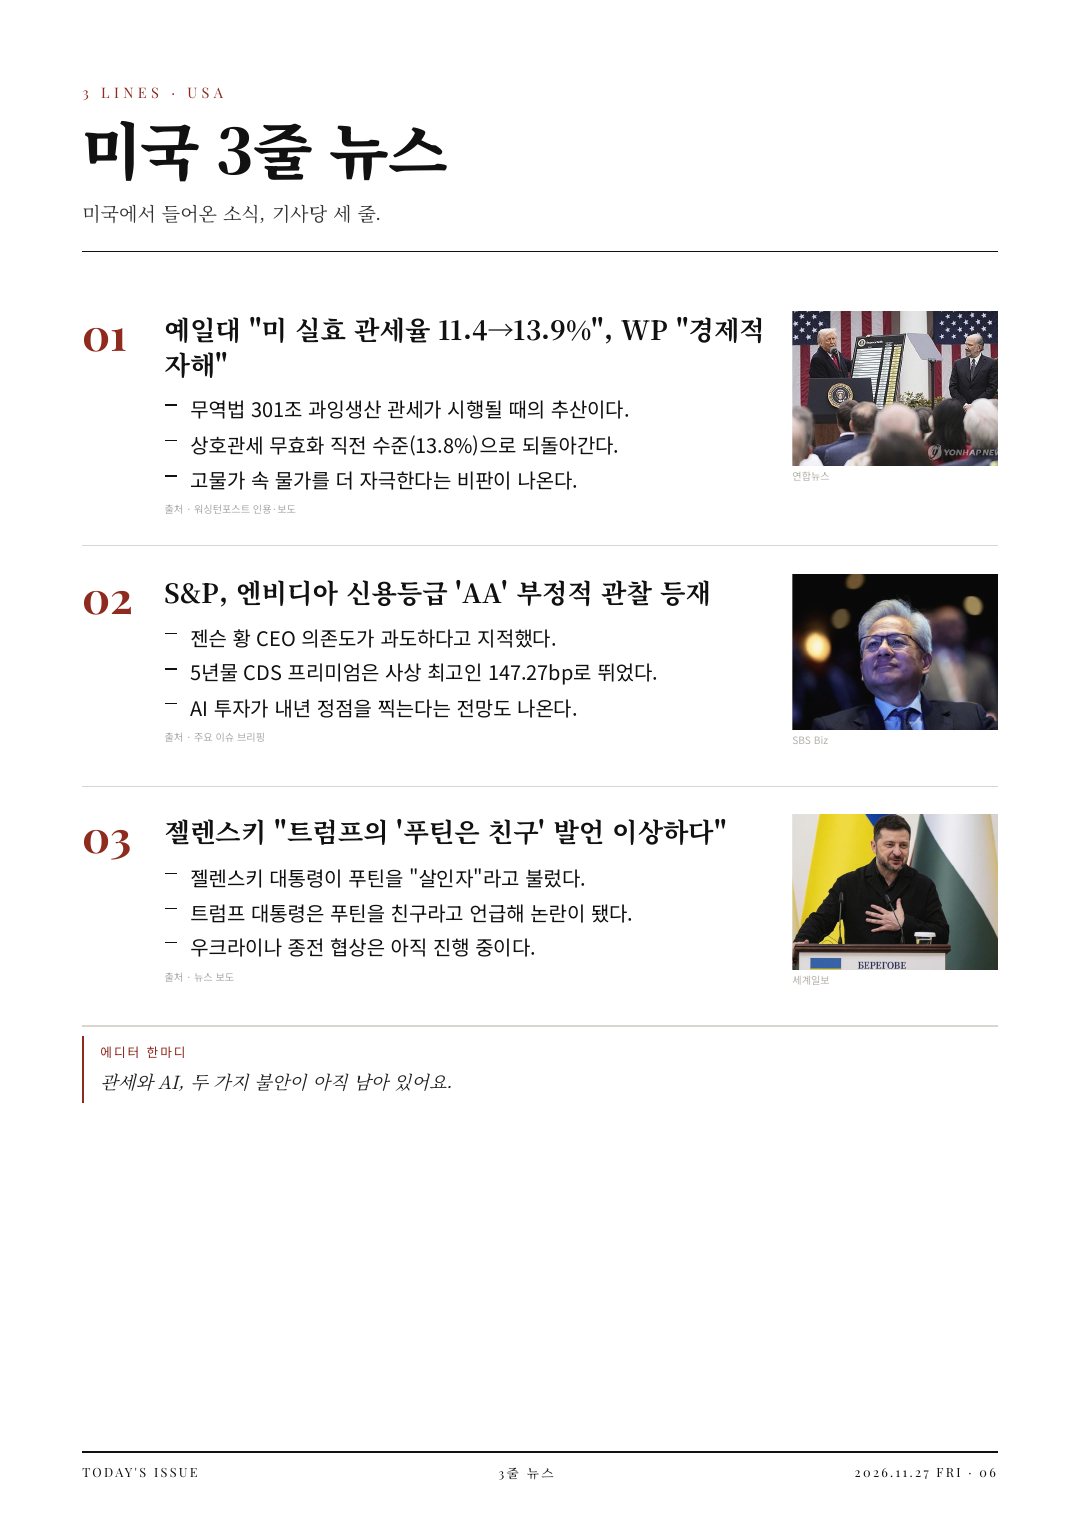 3 LINES · USA
미국 3줄 뉴스
미국에서 들어온 소식, 기사당 세 줄.
01
예일대 "미 실효 관세율 11.4→13.9%", WP "경제적
자해"
무역법 301조 과잉생산 관세가 시행될 때의 추산이다.
상호관세 무효화 직전 수준(13.8%)으로 되돌아간다.
고물가 속 물가를 더 자극한다는 비판이 나온다.
출처 · 워싱턴포스트 인용·보도
YONHAP NEW
연합뉴스
02
S&P, 엔비디아 신용등급 'AA' 부정적 관찰 등재
젠슨 황 CEO 의존도가 과도하다고 지적했다.
5년물 CDS 프리미엄은 사상 최고인 147.27bp로 뛰었다.
AI 투자가 내년 정점을 찍는다는 전망도 나온다.
출처 · 주요 이슈 브리핑
SBS Biz
03
젤렌스키 "트럼프의 '푸틴은 친구' 발언 이상하다"
젤렌스키 대통령이 푸틴을 "살인자"라고 불렀다.
트럼프 대통령은 푸틴을 친구라고 언급해 논란이 됐다.
우크라이나 종전 협상은 아직 진행 중이다.
출처 · 뉴스 보도
БЕРЕГОВЕ
세계일보
에디터 한마디
관세와 AI, 두 가지 불안이 아직 남아 있어요.
TODAY'S ISSUE
3줄 뉴스
2026.11.27 FRI · 06